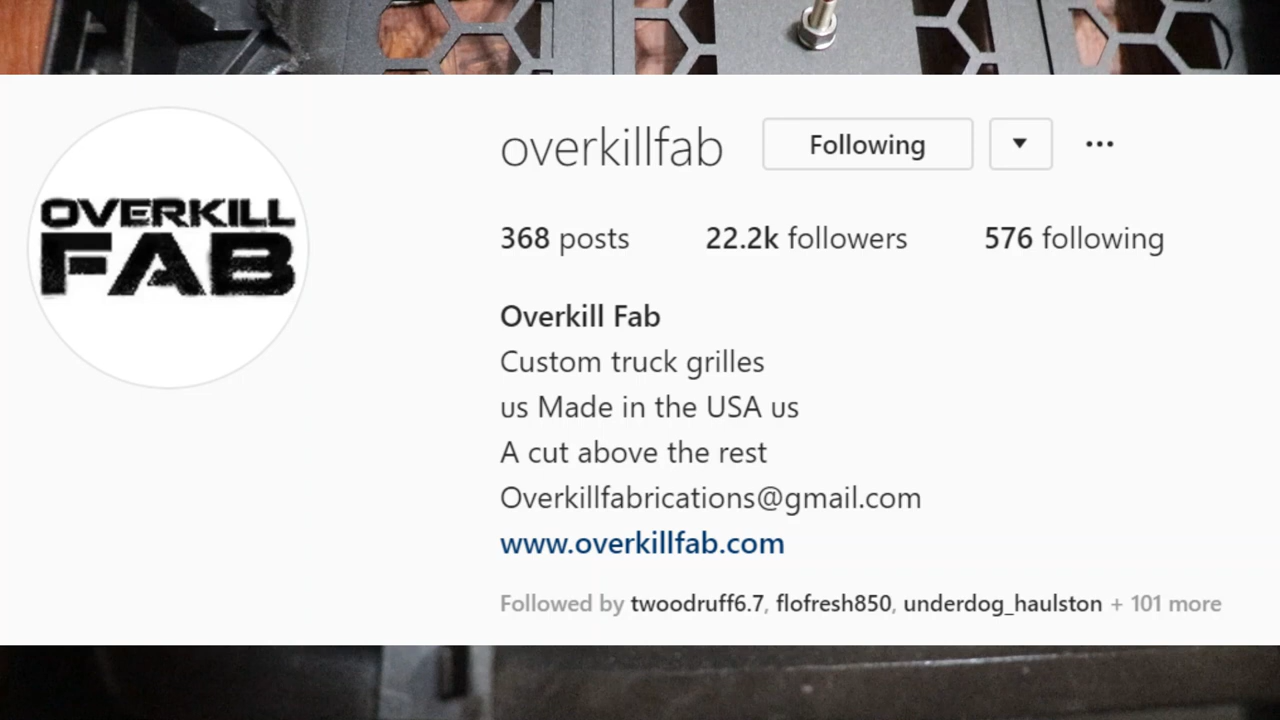 OVERKILL
FAB
overkillfab Following ▼ •••
368 posts 22.2k followers 576 following
Overkill Fab
Custom truck grilles
us Made in the USA us
A cut above the rest
Overkillfabrications@gmail.com
www.overkillfab.com
Followed by twoodruff6.7, flofresh850, underdog_haulston + 101 more